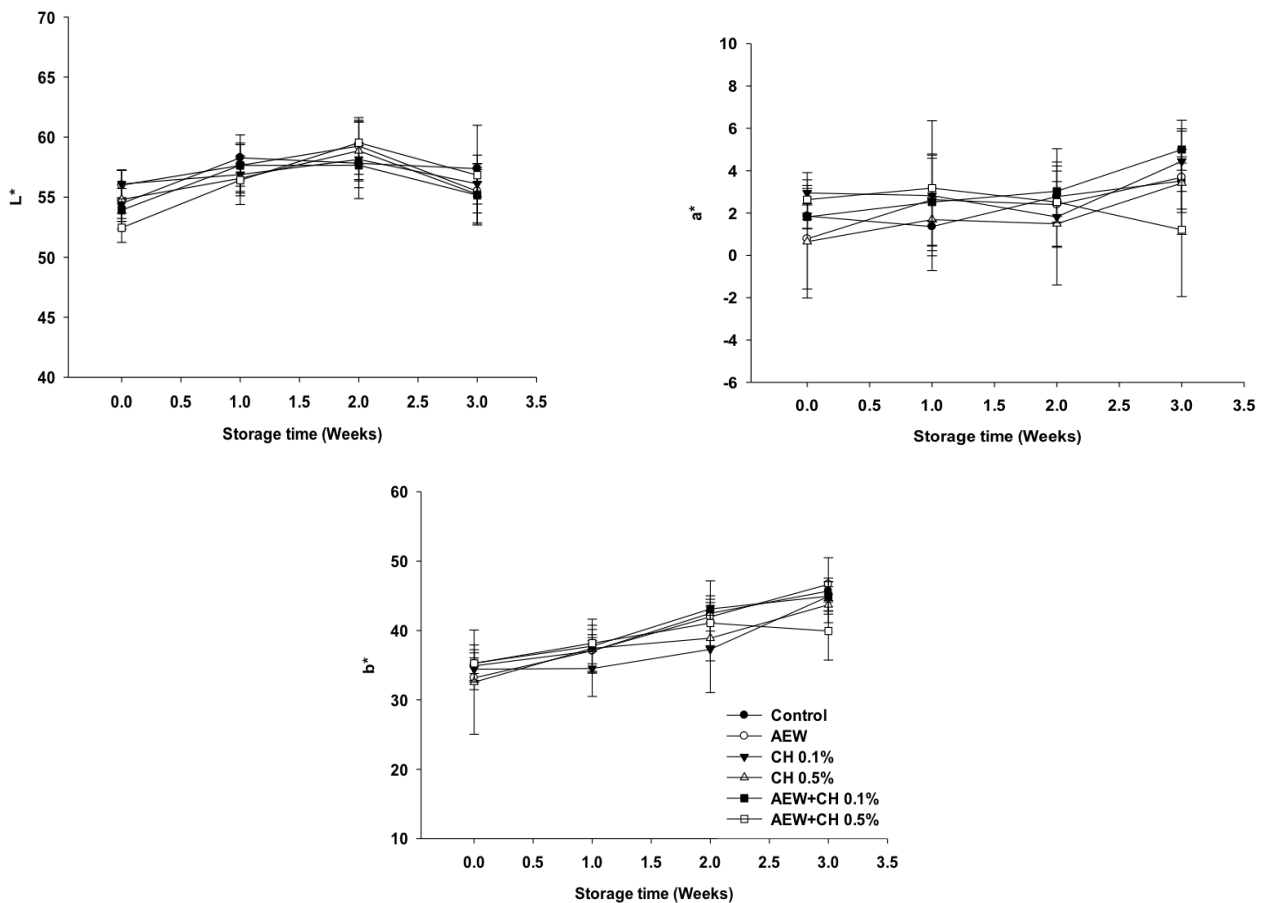 70
65
60
55
50
45
40
L*
0.0 0.5 1.0 1.5 2.0 2.5 3.0 3.5
Storage time (Weeks)
10
8
6
4
2
0
-2
-4
-6
a*
0.0 0.5 1.0 1.5 2.0 2.5 3.0 3.5
Storage time (Weeks)
60
50
40
30
20
10
b*
Control
AEW
CH 0.1%
CH 0.5%
AEW+CH 0.1%
AEW+CH 0.5%
0.0 0.5 1.0 1.5 2.0 2.5 3.0 3.5
Storage time (Weeks)